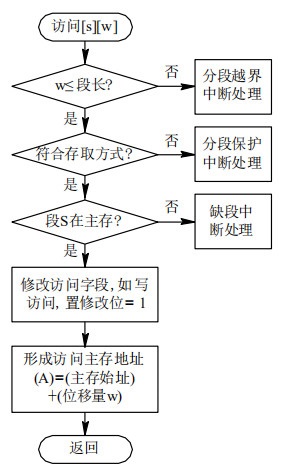 访问[s][w]
w≤段长?
否
分段越界
中断处理
是
符合存取方式?
否
分段保护
中断处理
是
段S在主存?
否
缺段中
断处理
是
修改访问字段,如写
访问,置修改位= 1
形成访问主存地址
(A)=(主存始址)
+(位移量w)
返回